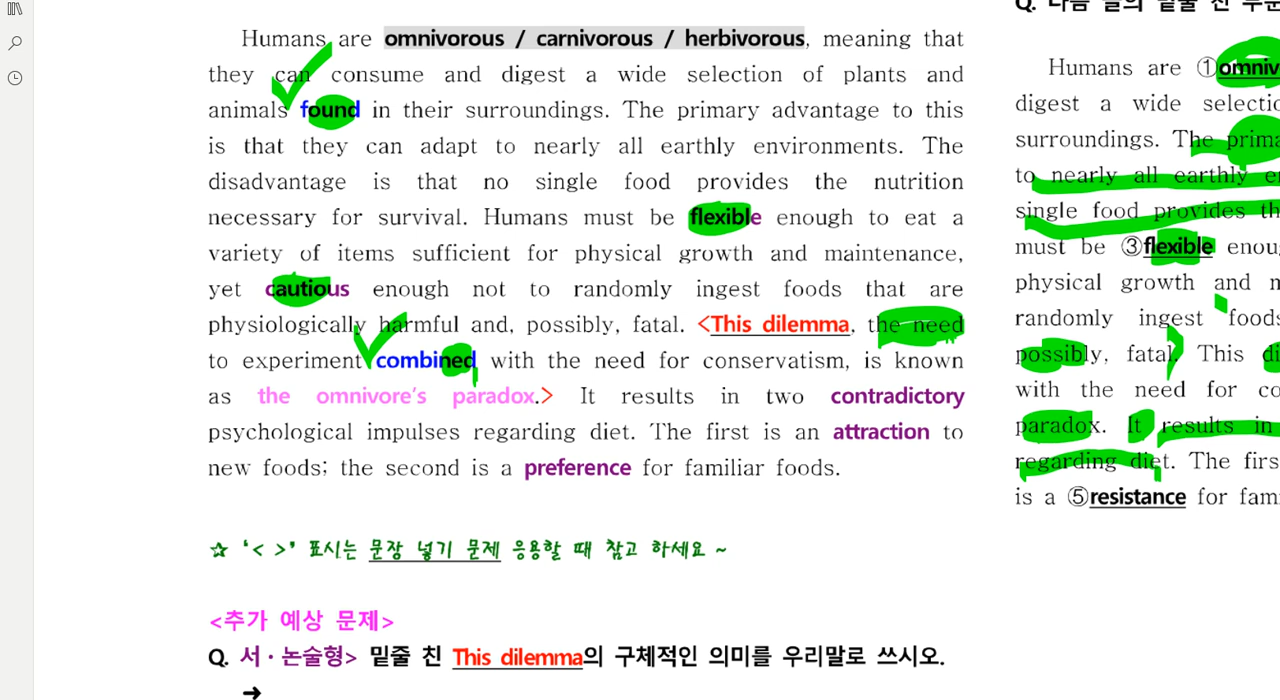 Humans are omnivorous / carnivorous / herbivorous, meaning that
they can consume and digest a wide selection of plants and
animals found in their surroundings. The primary advantage to this
is that they can adapt to nearly all earthly environments. The
disadvantage is that no single food provides the nutrition
necessary for survival. Humans must be flexible enough to eat a
variety of items sufficient for physical growth and maintenance,
yet cautious enough not to randomly ingest foods that are
physiologically harmful and, possibly, fatal. <This dilemma, the need
to experiment combined with the need for conservatism, is known
as the omnivore's paradox.> It results in two contradictory
psychological impulses regarding diet. The first is an attraction to
new foods; the second is a preference for familiar foods.
☆ '< >' 표시는 문장 넣기 문제 응용할 때 참고 하세요 ~
<추가 예상 문제>
Q. 서·논술형> 밑줄 친 This dilemma의 구체적인 의미를 우리말로 쓰시오.
➜
Q. 다음 글의 밑줄 친
Humans are ①omniv
digest a wide selectio
surroundings. The prima
to nearly all earthly e
single food provides th
must be ③flexible enou
physical growth and m
randomly ingest foods
possibly, fatal. This di
with the need for co
paradox. It results in
regarding diet. The firs
is a ⑤resistance for fam